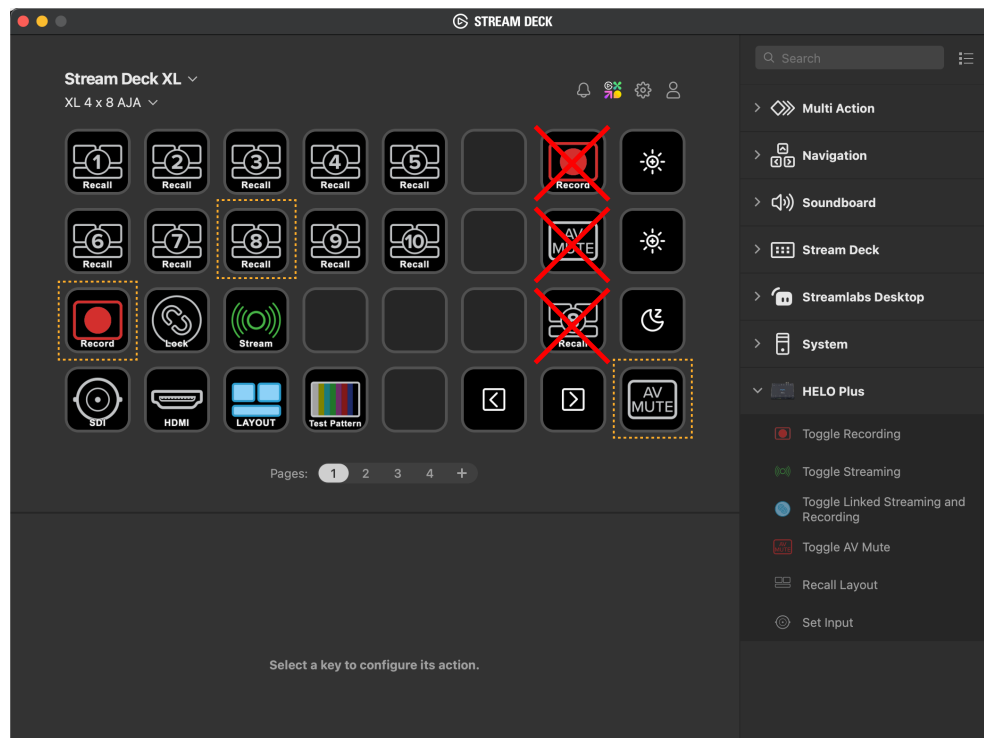 STREAM DECK
Stream Deck XL
XL 4 x 8 AJA
Search
1 Recall
2 Recall
3 Recall
4 Recall
5 Recall
Record
6 Recall
7 Recall
8 Recall
9 Recall
10 Recall
AV MUTE
Record
Lock
Stream
Recall
SDI
HDMI
LAYOUT
Test Pattern
AV
MUTE
Pages: 1 2 3 4 +
Select a key to configure its action.
Multi Action
Navigation
Soundboard
Stream Deck
Streamlabs Desktop
System
HELO Plus
Toggle Recording
Toggle Streaming
Toggle Linked Streaming and
Recording
AV MUTE
Toggle AV Mute
Recall Layout
Set Input